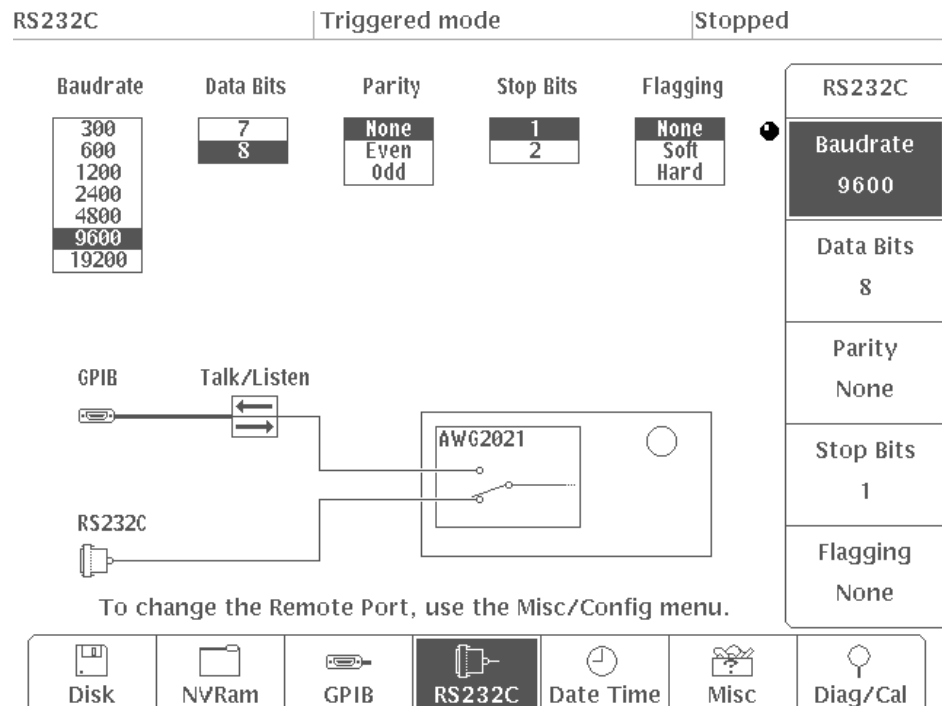 RS232C Triggered mode Stopped
Baudrate Data Bits Parity Stop Bits Flagging
300
600
1200
2400
4800
9600
19200
7
8
None
Even
Odd
1
2
None
Soft
Hard
RS232C
Baudrate
9600
Data Bits
8
Parity
None
Stop Bits
1
Flagging
None
GPIB Talk/Listen
AWG2021
RS232C
To change the Remote Port, use the Misc/Config menu.
Disk NVRam GPIB RS232C Date Time ? Misc Diag/Cal